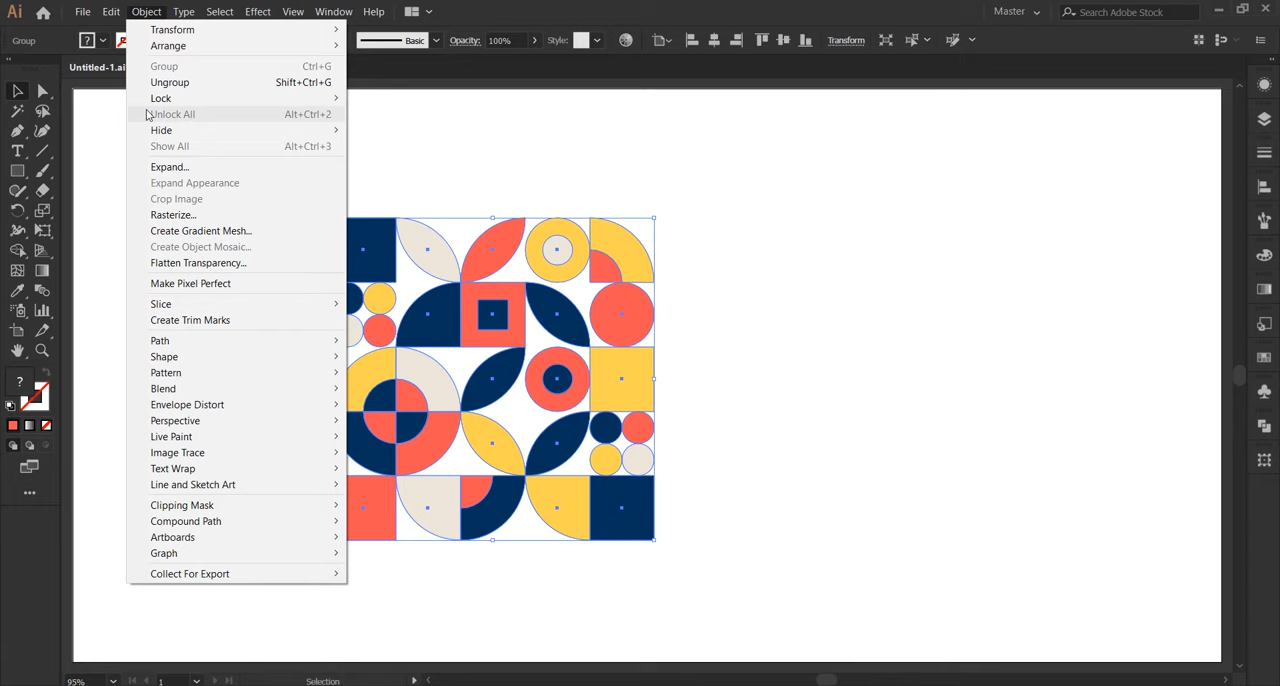 Ai File Edit Object Type Select Effect View Window Help Master Search Adobe Stock
Group ? Basic Opacity: 100% Style: Transform
Untitled-1.ai
Transform
Arrange
Group Ctrl+G
Ungroup Shift+Ctrl+G
Lock
Unlock All Alt+Ctrl+2
Hide
Show All Alt+Ctrl+3
Expand...
Expand Appearance
Crop Image
Rasterize...
Create Gradient Mesh...
Create Object Mosaic...
Flatten Transparency...
Make Pixel Perfect
Slice
Create Trim Marks
Path
Shape
Pattern
Blend
Envelope Distort
Perspective
Live Paint
Image Trace
Text Wrap
Line and Sketch Art
Clipping Mask
Compound Path
Artboards
Graph
Collect For Export
?
95% 1 Selection